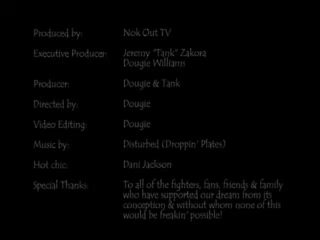 Produced by: Nok Out TV
Executive Producer: Jeremy "Tank" Zakora
Dougie Williams
Producer: Dougie & Tank
Directed by: Dougie
Video Editing: Dougie
Music by: Disturbed (Droppin' Plates)
Hot chic: Dani Jackson
Special Thanks: To all of the fighters, fans, friends & family
who have supported our dream from its
conception & without whom none of this
would be freakin' possible!